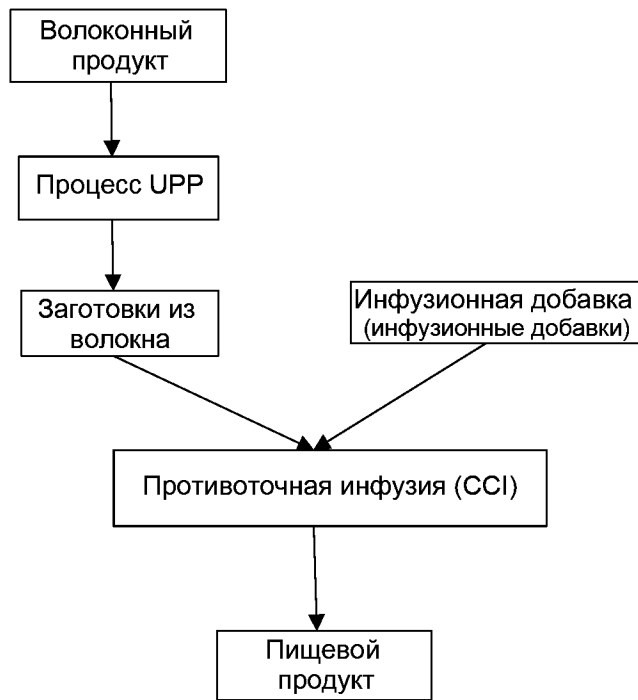 Волоконный
продукт
Процесс UPP
Заготовки из
волокна
Инфузионная добавка
(инфузионные добавки)
Противоточная инфузия (CCI)
Пищевой
продукт